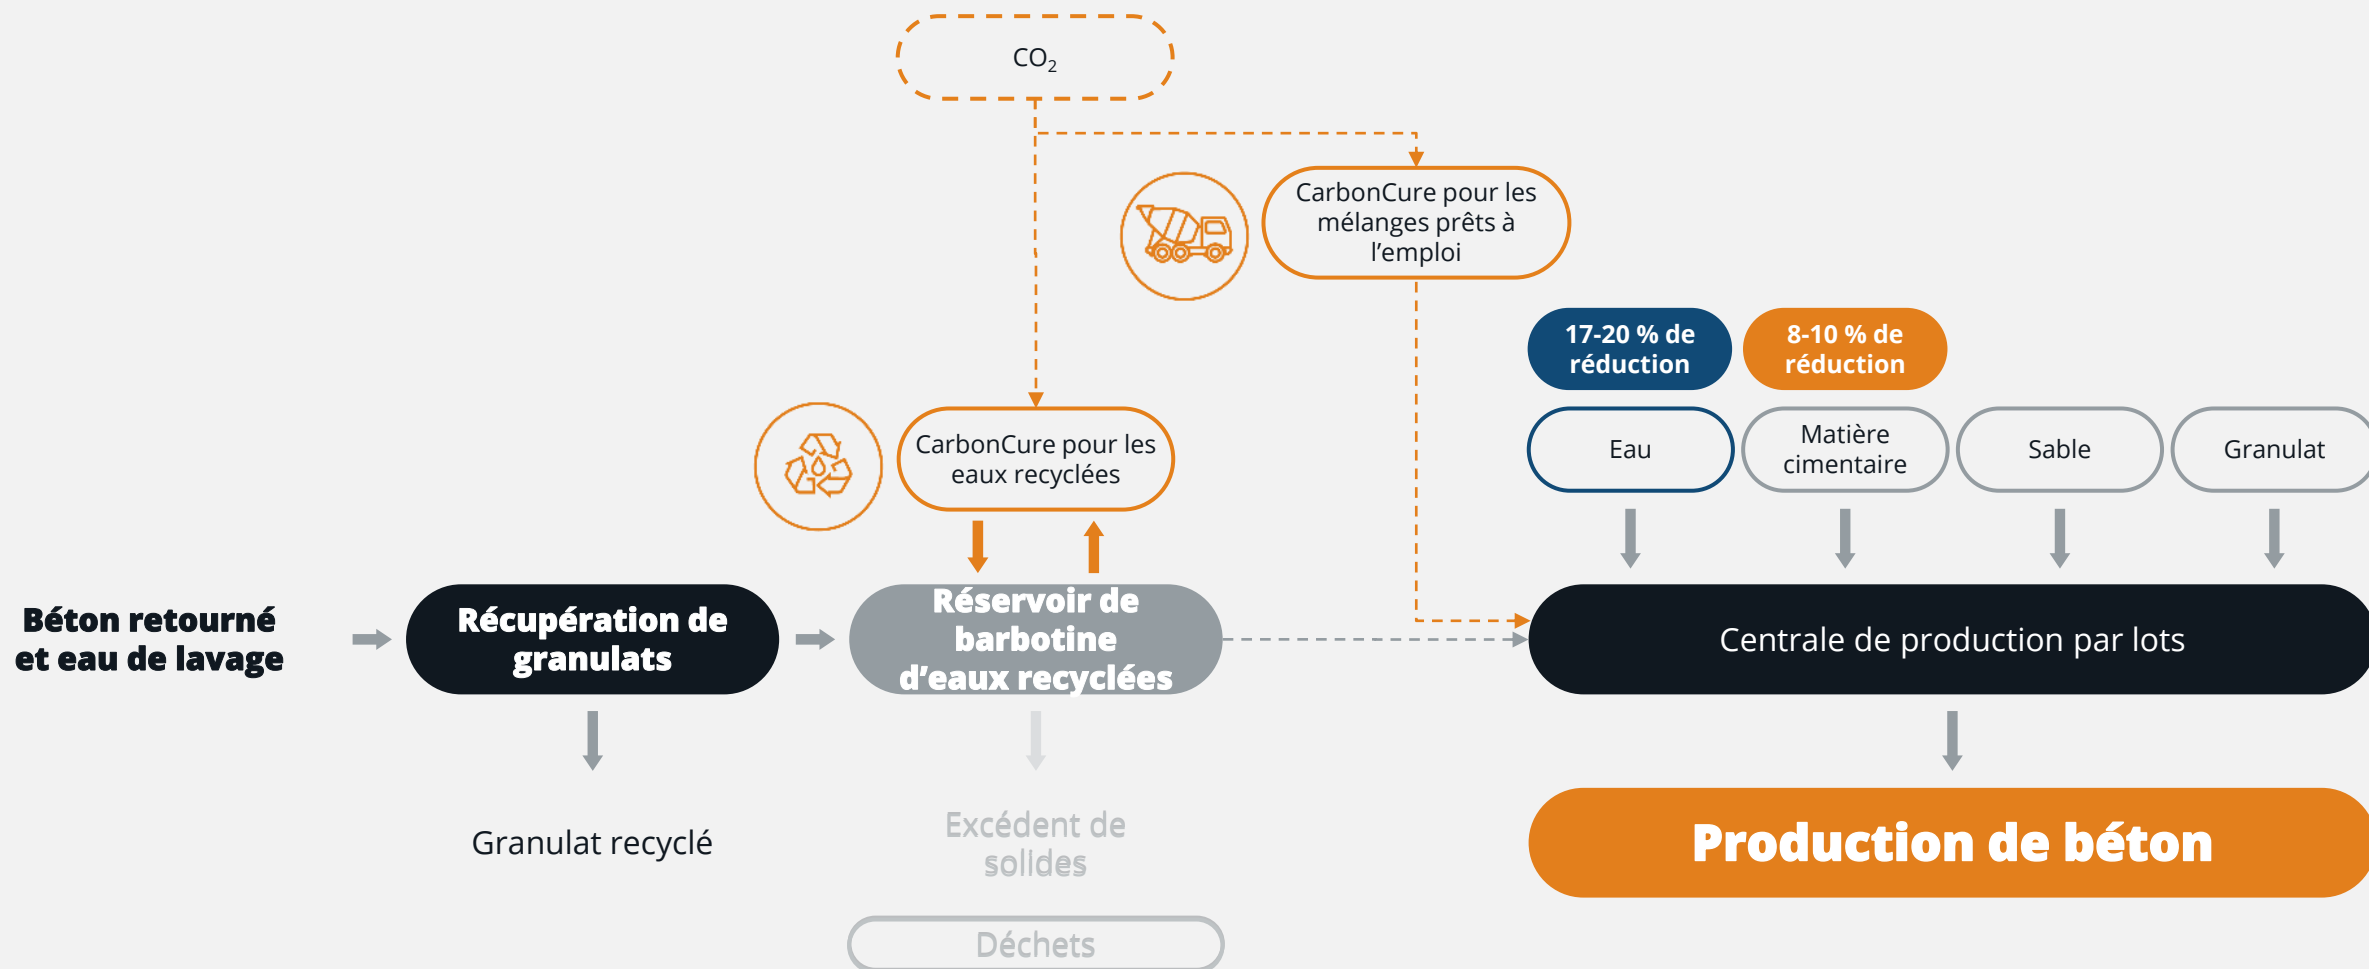 CO₂
CarbonCure pour les
mélanges prêts à
l’emploi
17-20 % de
réduction
8-10 % de
réduction
CarbonCure pour les
eaux recyclées
Eau
Matière
cimentaire
Sable
Granulat
Béton retourné
et eau de lavage
Récupération de
granulats
Réservoir de
barbotine
d’eaux recyclées
Centrale de production par lots
Granulat recyclé
Excédent de
solides
Production de béton
Déchets